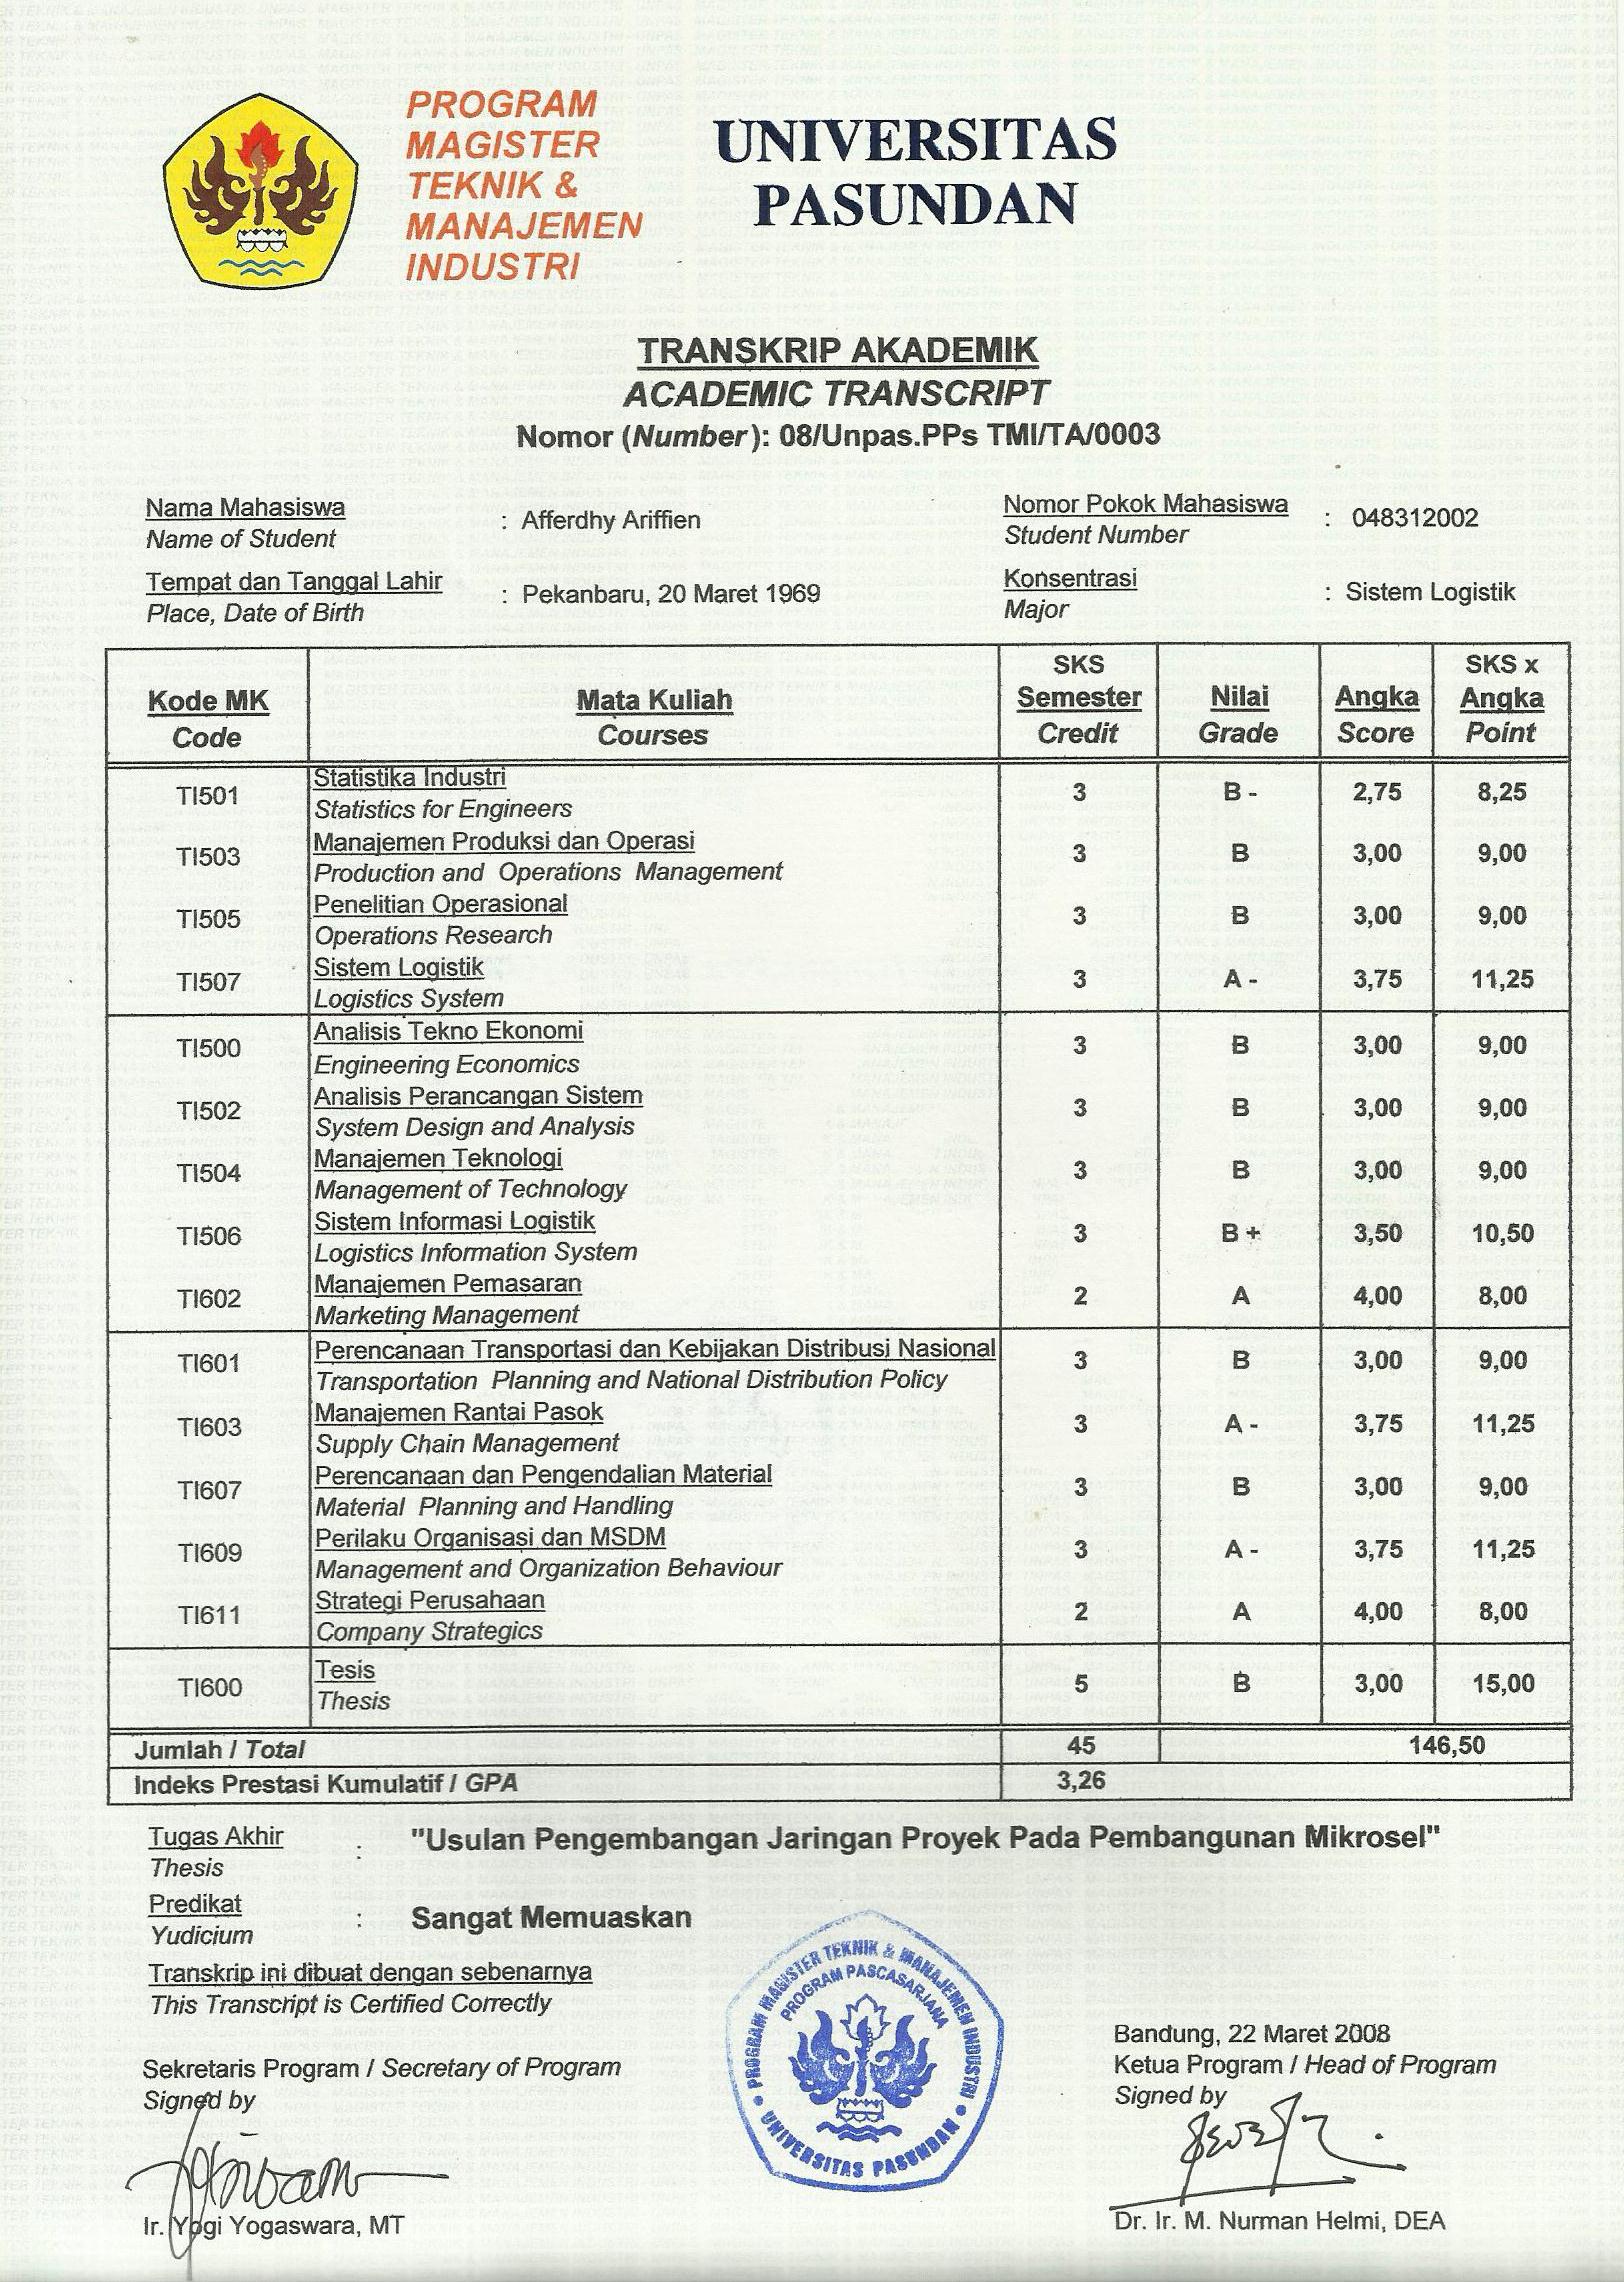 PROGRAM
MAGISTER
TEKNIK &
MANAJEMEN
INDUSTRI
UNIVERSITAS
PASUNDAN
TRANSKRIP AKADEMIK
ACADEMIC TRANSCRIPT
Nomor (Number): 08/Unpas.PPs TMI/TA/0003
Nama Mahasiswa
Name of Student
: Afferdhy Ariffien
Nomor Pokok Mahasiswa
Student Number
: 048312002
Tempat dan Tanggal Lahir
Place, Date of Birth
: Pekanbaru, 20 Maret 1969
Konsentrasi
Major
: Sistem Logistik
Kode MK
Code
Mata Kuliah
Courses
SKS
Semester
Credit
Nilai
Grade
Angka
Score
SKS x
Angka
Point
TI501 Statistika Industri 3 B - 2,75 8,25
Statistics for Engineers
TI503 Manajemen Produksi dan Operasi 3 B 3,00 9,00
Production and Operations Management
TI505 Penelitian Operasional 3 B 3,00 9,00
Operations Research
TI507 Sistem Logistik 3 A - 3,75 11,25
Logistics System
TI500 Analisis Tekno Ekonomi 3 B 3,00 9,00
Engineering Economics
TI502 Analisis Perancangan Sistem 3 B 3,00 9,00
System Design and Analysis
TI504 Manajemen Teknologi 3 B 3,00 9,00
Management of Technology
TI506 Sistem Informasi Logistik 3 B + 3,50 10,50
Logistics Information System
TI602 Manajemen Pemasaran 2 A 4,00 8,00
Marketing Management
TI601 Perencanaan Transportasi dan Kebijakan Distribusi Nasional 3 B 3,00 9,00
Transportation Planning and National Distribution Policy
TI603 Manajemen Rantai Pasok 3 A - 3,75 11,25
Supply Chain Management
TI607 Perencanaan dan Pengendalian Material 3 B 3,00 9,00
Material Planning and Handling
TI609 Perilaku Organisasi dan MSDM 3 A - 3,75 11,25
Management and Organization Behaviour
TI611 Strategi Perusahaan 2 A 4,00 8,00
Company Strategics
TI600 Tesis 5 B 3,00 15,00
Thesis
Jumlah / Total 45 146,50
Indeks Prestasi Kumulatif / GPA 3,26
Tugas Akhir
Thesis
: "Usulan Pengembangan Jaringan Proyek Pada Pembangunan Mikrosel"
Predikat
Yudicium
: Sangat Memuaskan
Transkrip ini dibuat dengan sebenarnya
This Transcript is Certified Correctly
PROGRAM MAGISTER TEKNIK & MANAJEMEN INDUSTRI
PROGRAM PASCASARJANA
UNIVERSITAS PASUNDAN
Bandung, 22 Maret 2008
Sekretaris Program / Secretary of Program
Signed by
Ketua Program / Head of Program
Signed by
Ir. Yogi Yogaswara, MT
Dr. Ir. M. Nurman Helmi, DEA